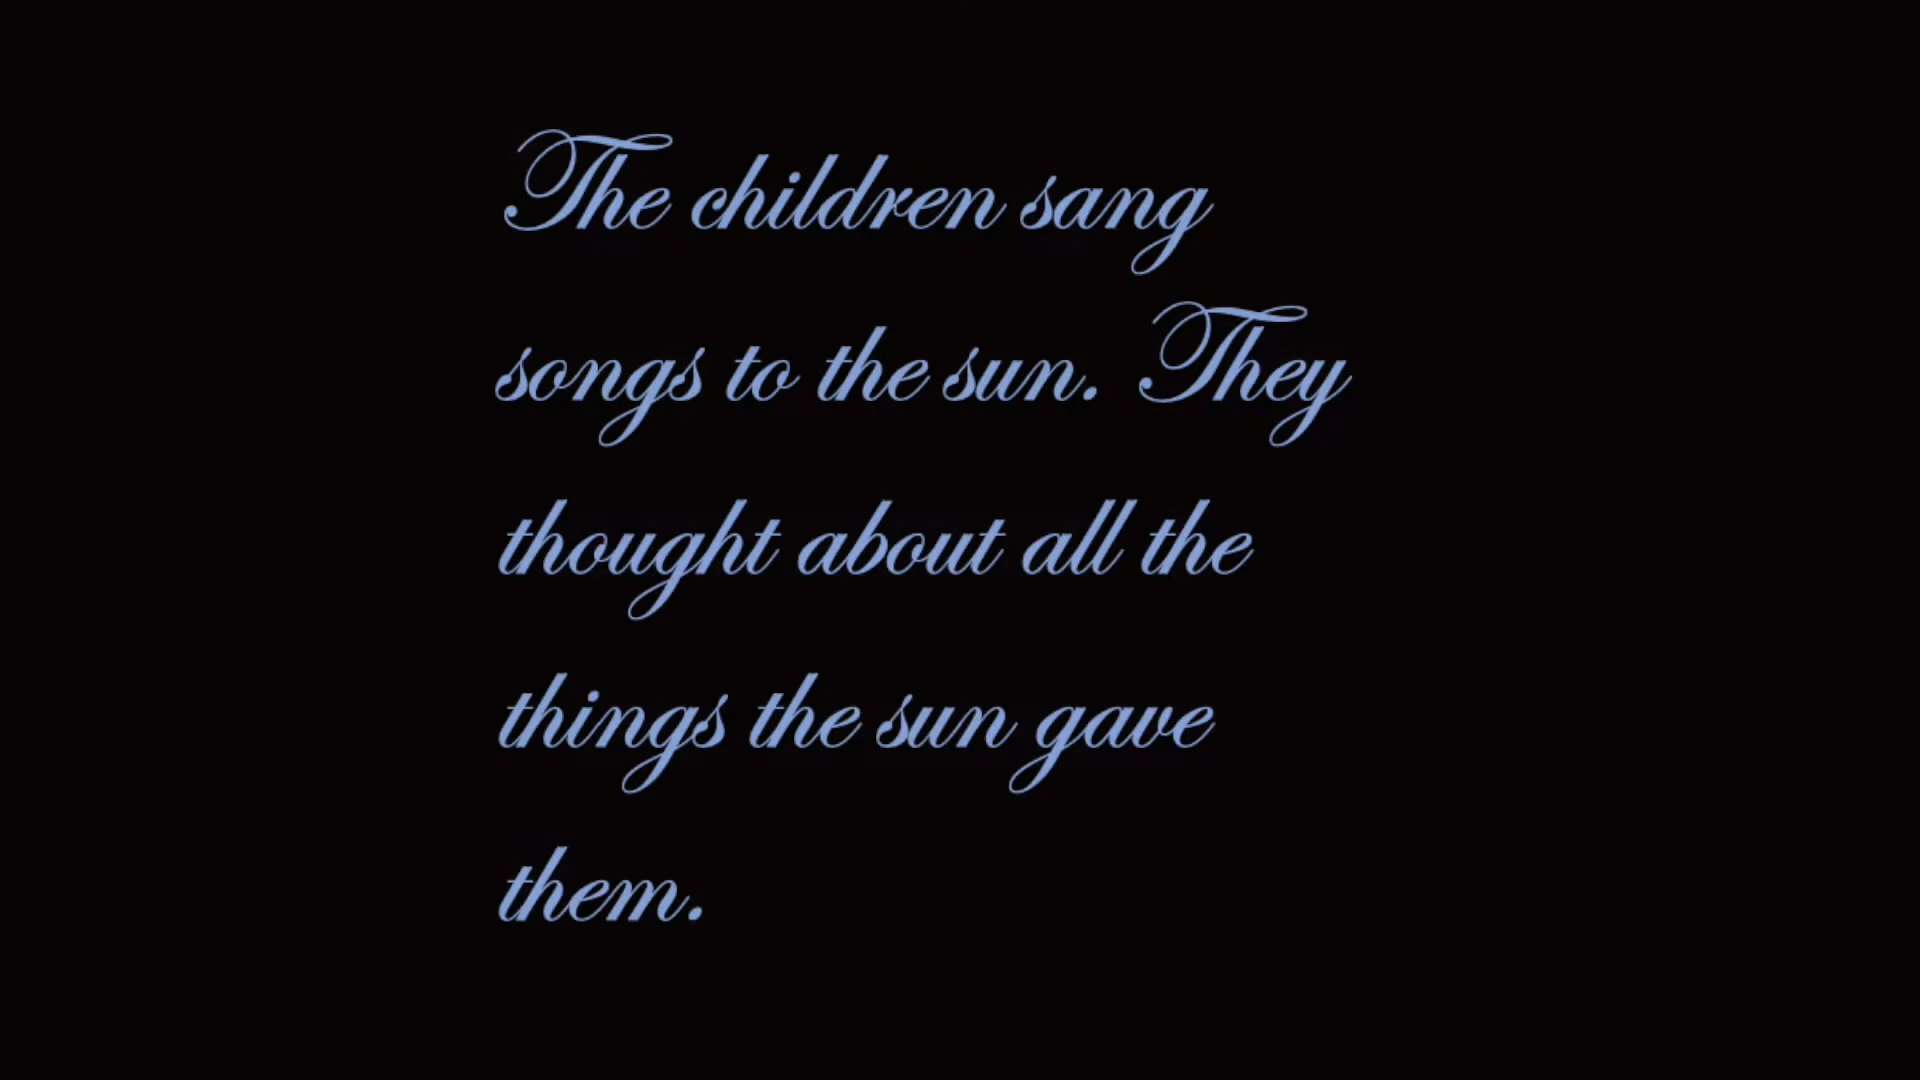 The children sang
songs to the sun. They
thought about all the
things the sun gave
them.